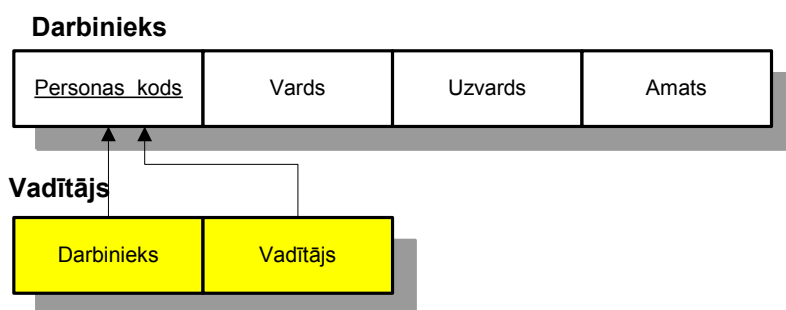 Darbinieks
Personas kods Vards Uzvards Amats
Vadītājs
Darbinieks Vadītājs